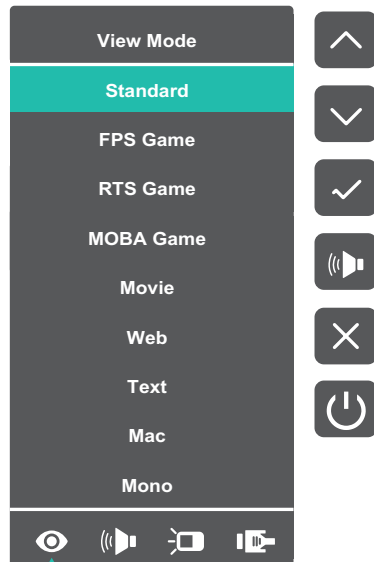 View Mode
Standard
FPS Game
RTS Game
MOBA Game
Movie
Web
Text
Mac
Mono